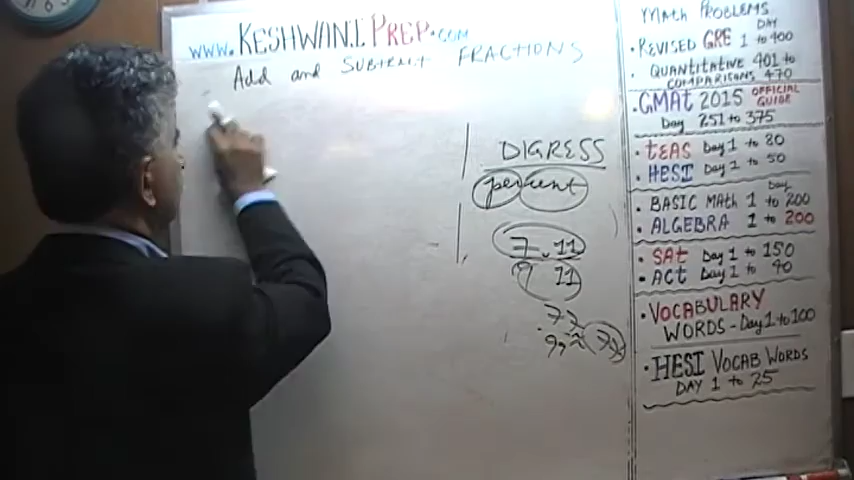 www.KESHWANI PREP.com
Add and SUBTRACT FRACTIONS
DIGRESS
percent
7 . 11
9 11
77
99
Math PROBLEMS
DAY
• REVISED GRE 1 to 400
• QUANTITATIVE 401 to
COMPARISONS 470
• GMAt 2015 OFFICIAL GUIDE
Day 251 to 375
• tEAS Day 1 to 80
• HESI Day 1 to 50
Day
• BASIC MAth 1 to 200
• ALGEBRA 1 to 200
• SAt Day 1 to 150
• ACt Day 1 to 40
• VOCABULARY
WORDS - Day 1 to 100
• HESI VOCAB WORDS
DAY 1 to 25